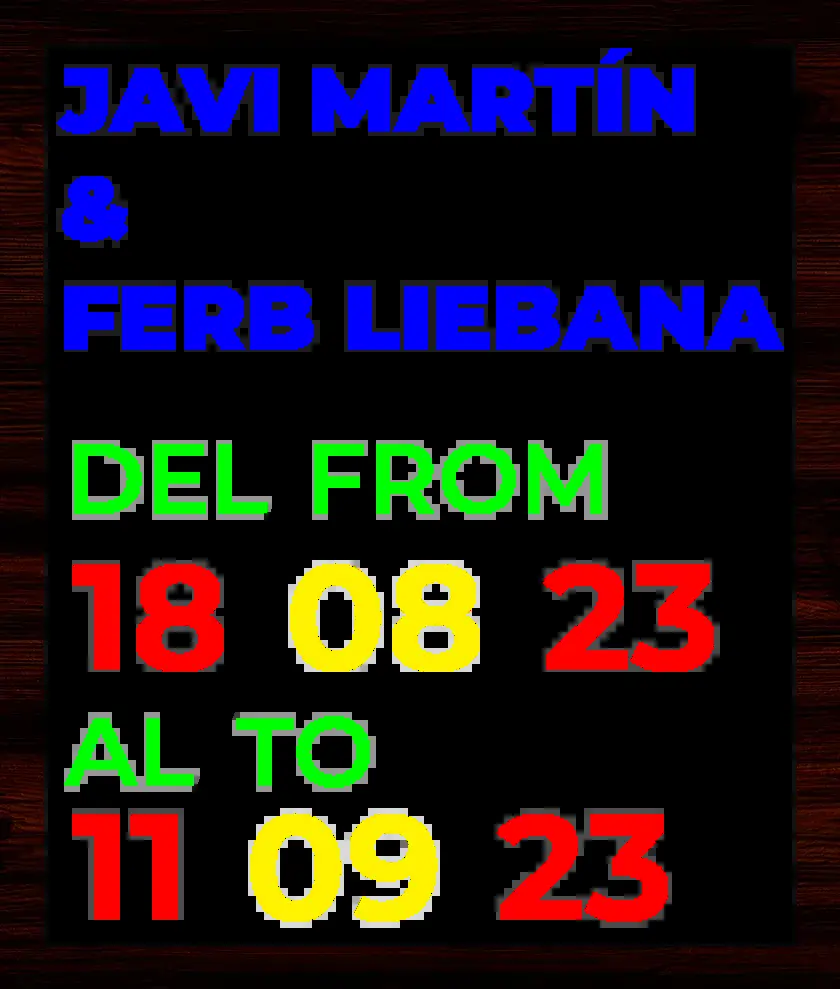 JAVI MARTÍN
&
FERB LIEBANA
DEL FROM
18 08 23
AL TO
11 09 23